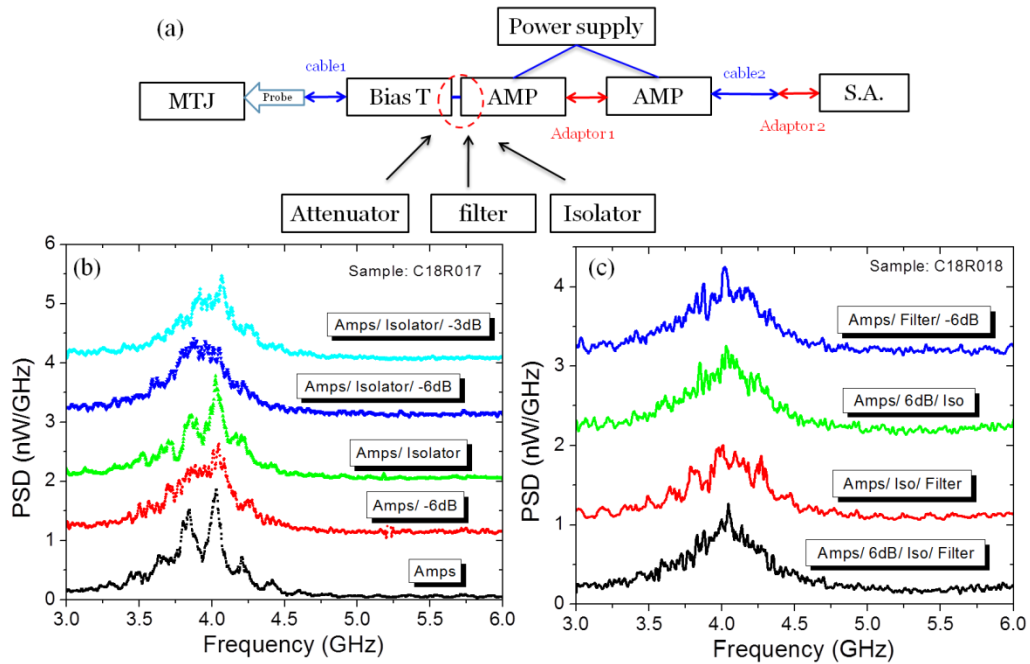 (a)
Power supply
cable1
cable2
MTJ
Probe
Bias T
AMP
AMP
S.A.
Adaptor 1
Adaptor 2
Attenuator
filter
Isolator
(b)
Sample: C18R017
Amps/ Isolator/ -3dB
Amps/ Isolator/ -6dB
Amps/ Isolator
Amps/ -6dB
Amps
PSD (nW/GHz)
6
5
4
3
2
1
0
3.0 3.5 4.0 4.5 5.0 5.5 6.0
Frequency (GHz)
(c)
Sample: C18R018
Amps/ Filter/ -6dB
Amps/ 6dB/ Iso
Amps/ Iso/ Filter
Amps/ 6dB/ Iso/ Filter
PSD (nW/GHz)
4
3
2
1
0
3.0 3.5 4.0 4.5 5.0 5.5 6.0
Frequency (GHz)